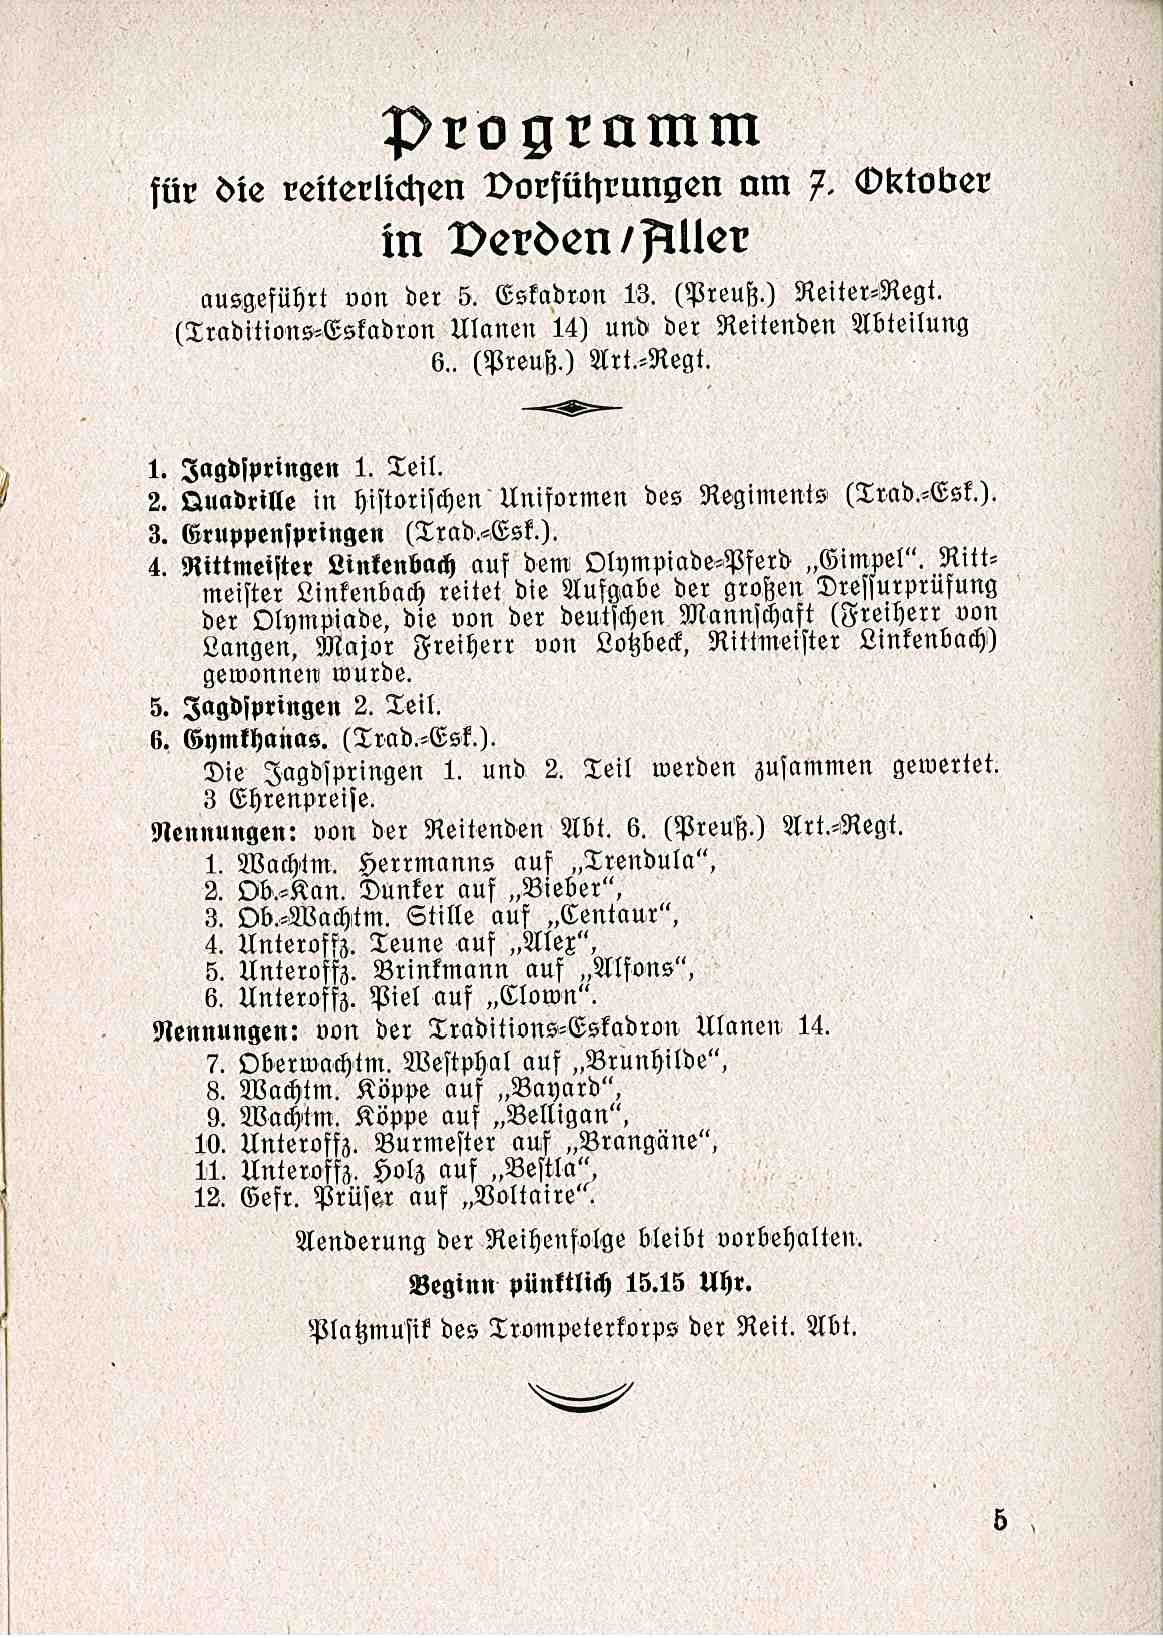 Programm
für die reiterlichen Vorführungen am 7. Oktober
in Verden/Aller
ausgeführt von der 5. Eskadron 13. (Preuß.) Reiter-Regt.
(Traditions-Eskadron Ulanen 14) und der Reitenden Abteilung
6.. (Preuß.) Art.-Regt.
1. Jagdspringen 1. Teil.
2. Quadrille in historischen Uniformen des Regiments (Trad.-Esk.).
3. Gruppenspringen (Trad.-Esk.).
4. Rittmeister Linkenbach auf dem Olympiade-Pferd „Gimpel“. Ritt-
meister Linkenbach reitet die Aufgabe der großen Dressurprüfung
der Olympiade, die von der deutschen Mannschaft (Freiherr von
Langen, Major Freiherr von Lotzbeck, Rittmeister Linkenbach)
gewonnen wurde.
5. Jagdspringen 2. Teil.
6. Gymkhanas. (Trad.-Esk.).
Die Jagdspringen 1. und 2. Teil werden zusammen gewertet.
3 Ehrenpreise.
Nennungen: von der Reitenden Abt. 6. (Preuß.) Art.-Regt.
1. Wachtm. Herrmanns auf „Trendula“,
2. Ob.-Kan. Dunker auf „Bieber“,
3. Ob.-Wachtm. Stille auf „Centaur“,
4. Unteroffz. Teune auf „Alex“,
5. Unteroffz. Brinkmann auf „Alfons“,
6. Unteroffz. Piel auf „Clown“.
Nennungen: von der Traditions-Eskadron Ulanen 14.
7. Oberwachtm. Westphal auf „Brunhilde“,
8. Wachtm. Köppe auf „Bayard“,
9. Wachtm. Köppe auf „Belligan“,
10. Unteroffz. Burmester auf „Brangäne“,
11. Unteroffz. Holz auf „Bestla“,
12. Gefr. Prüser auf „Voltaire“.
Aenderung der Reihenfolge bleibt vorbehalten.
Beginn pünktlich 15.15 Uhr.
Platzmusik des Trompeterkorps der Reit. Abt.
5